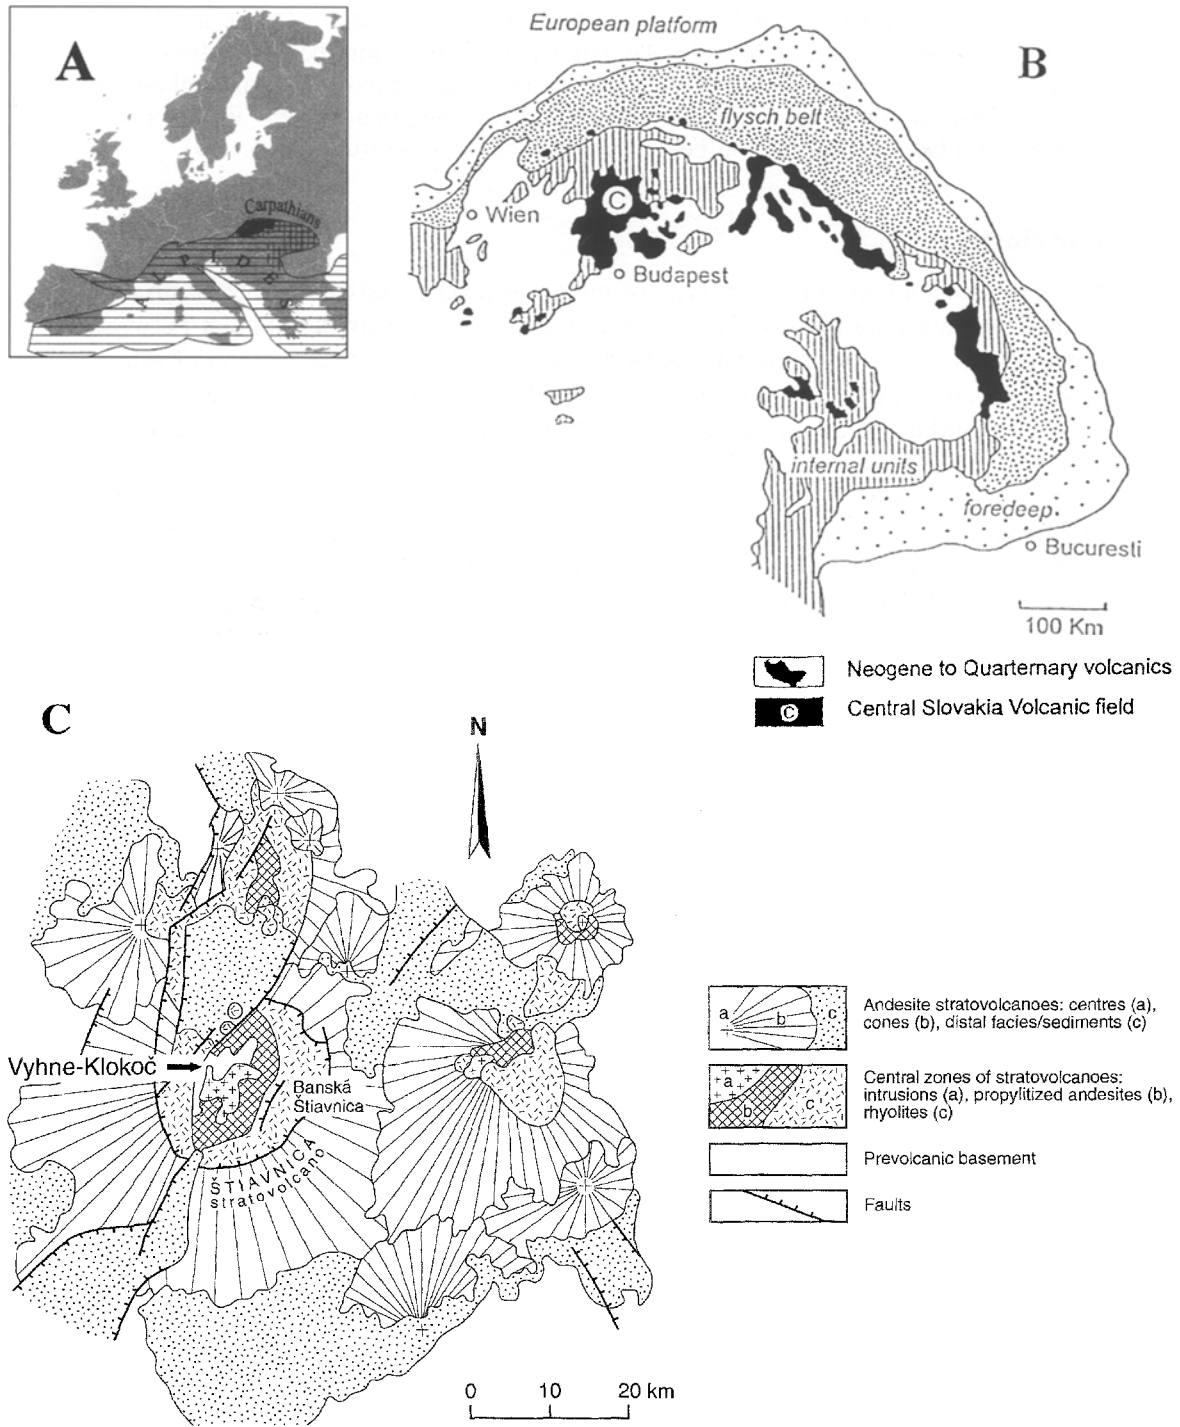 A
Carpathians
ALPIDES
B
European platform
flysch belt
C
Wien
Budapest
internal units
foredeep
Bucuresti
100 Km
Neogene to Quarternary volcanics
C
Central Slovakia Volcanic field
C
N
Vyhne-Klokoč
Banská
Štiavnica
ŠTIAVNICA
stratovolcano
a
b
c
Andesite stratovolcanoes: centres (a),
cones (b), distal facies/sediments (c)
a
b
c
Central zones of stratovolcanoes:
intrusions (a), propylitized andesites (b),
rhyolites (c)
Prevolcanic basement
Faults
0 10 20 km